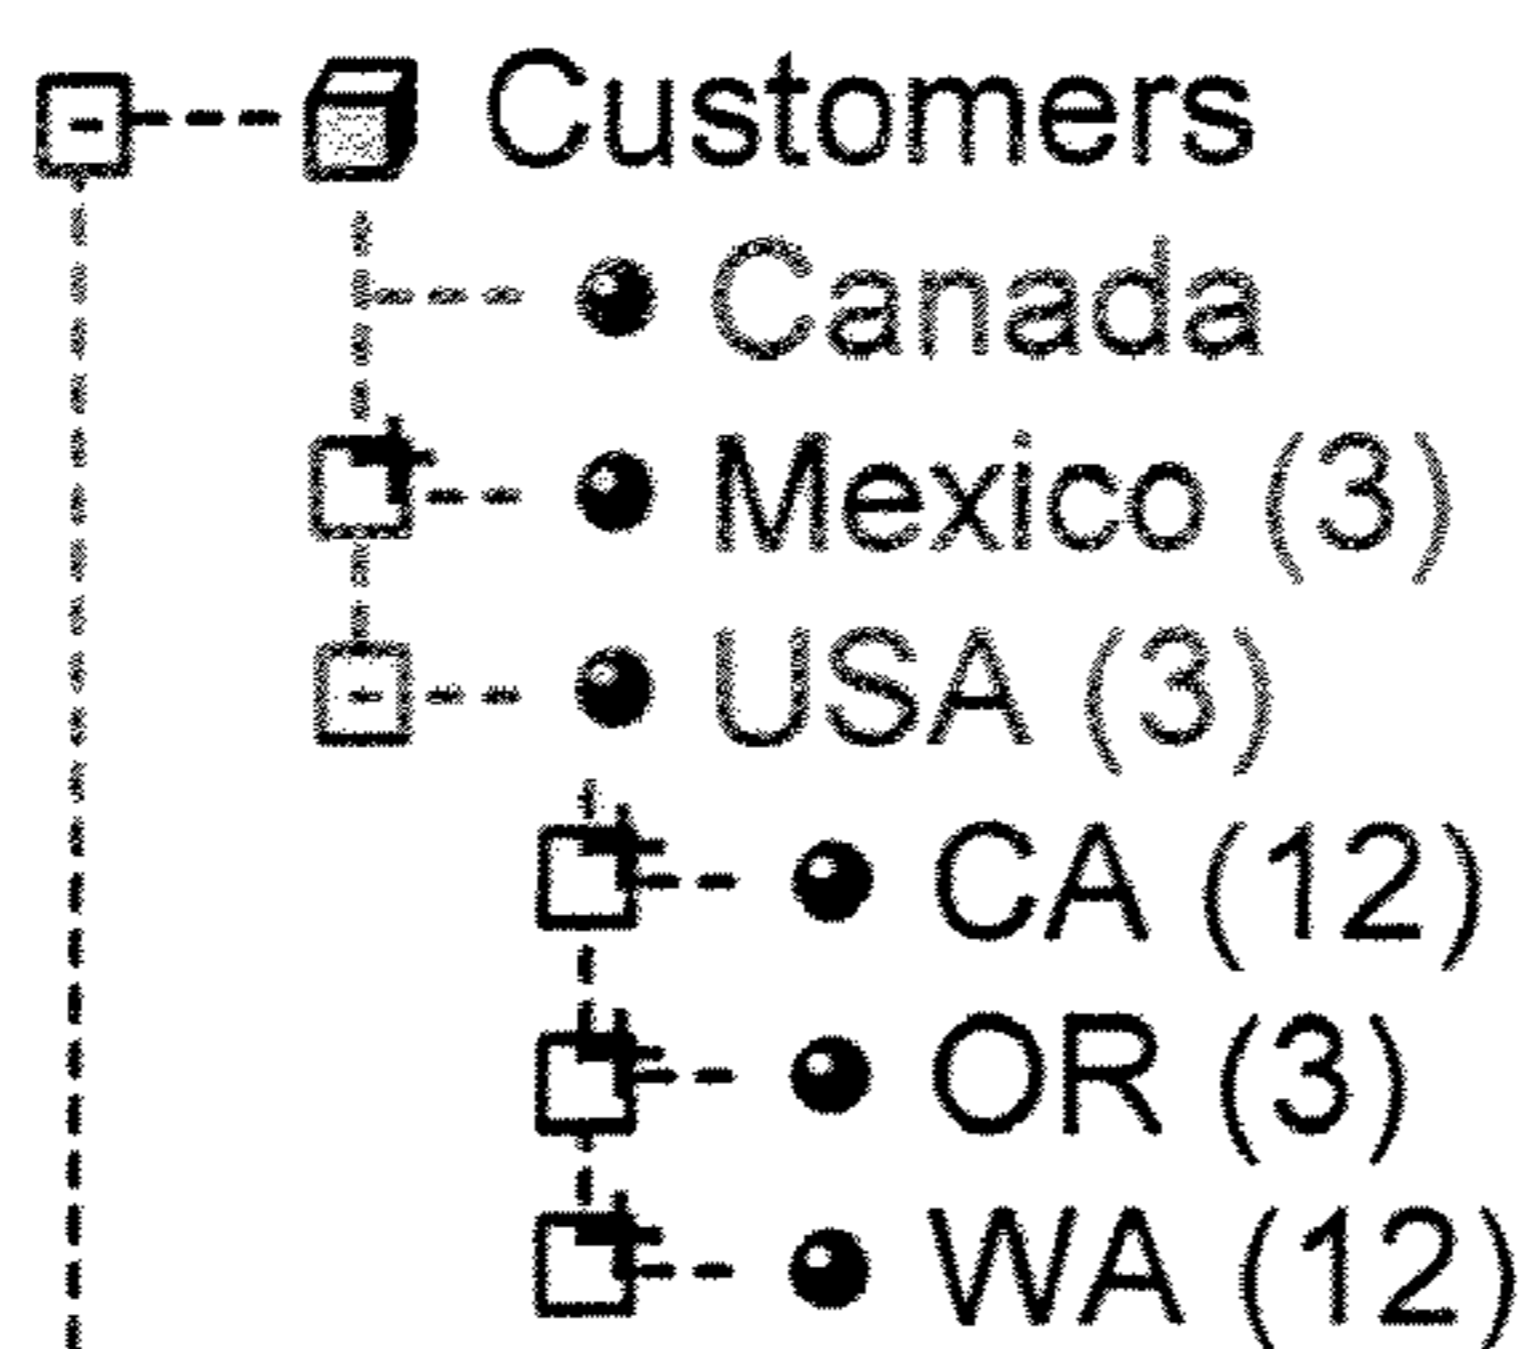 Customers
Canada
Mexico (3)
USA (3)
CA (12)
OR (3)
WA (12)